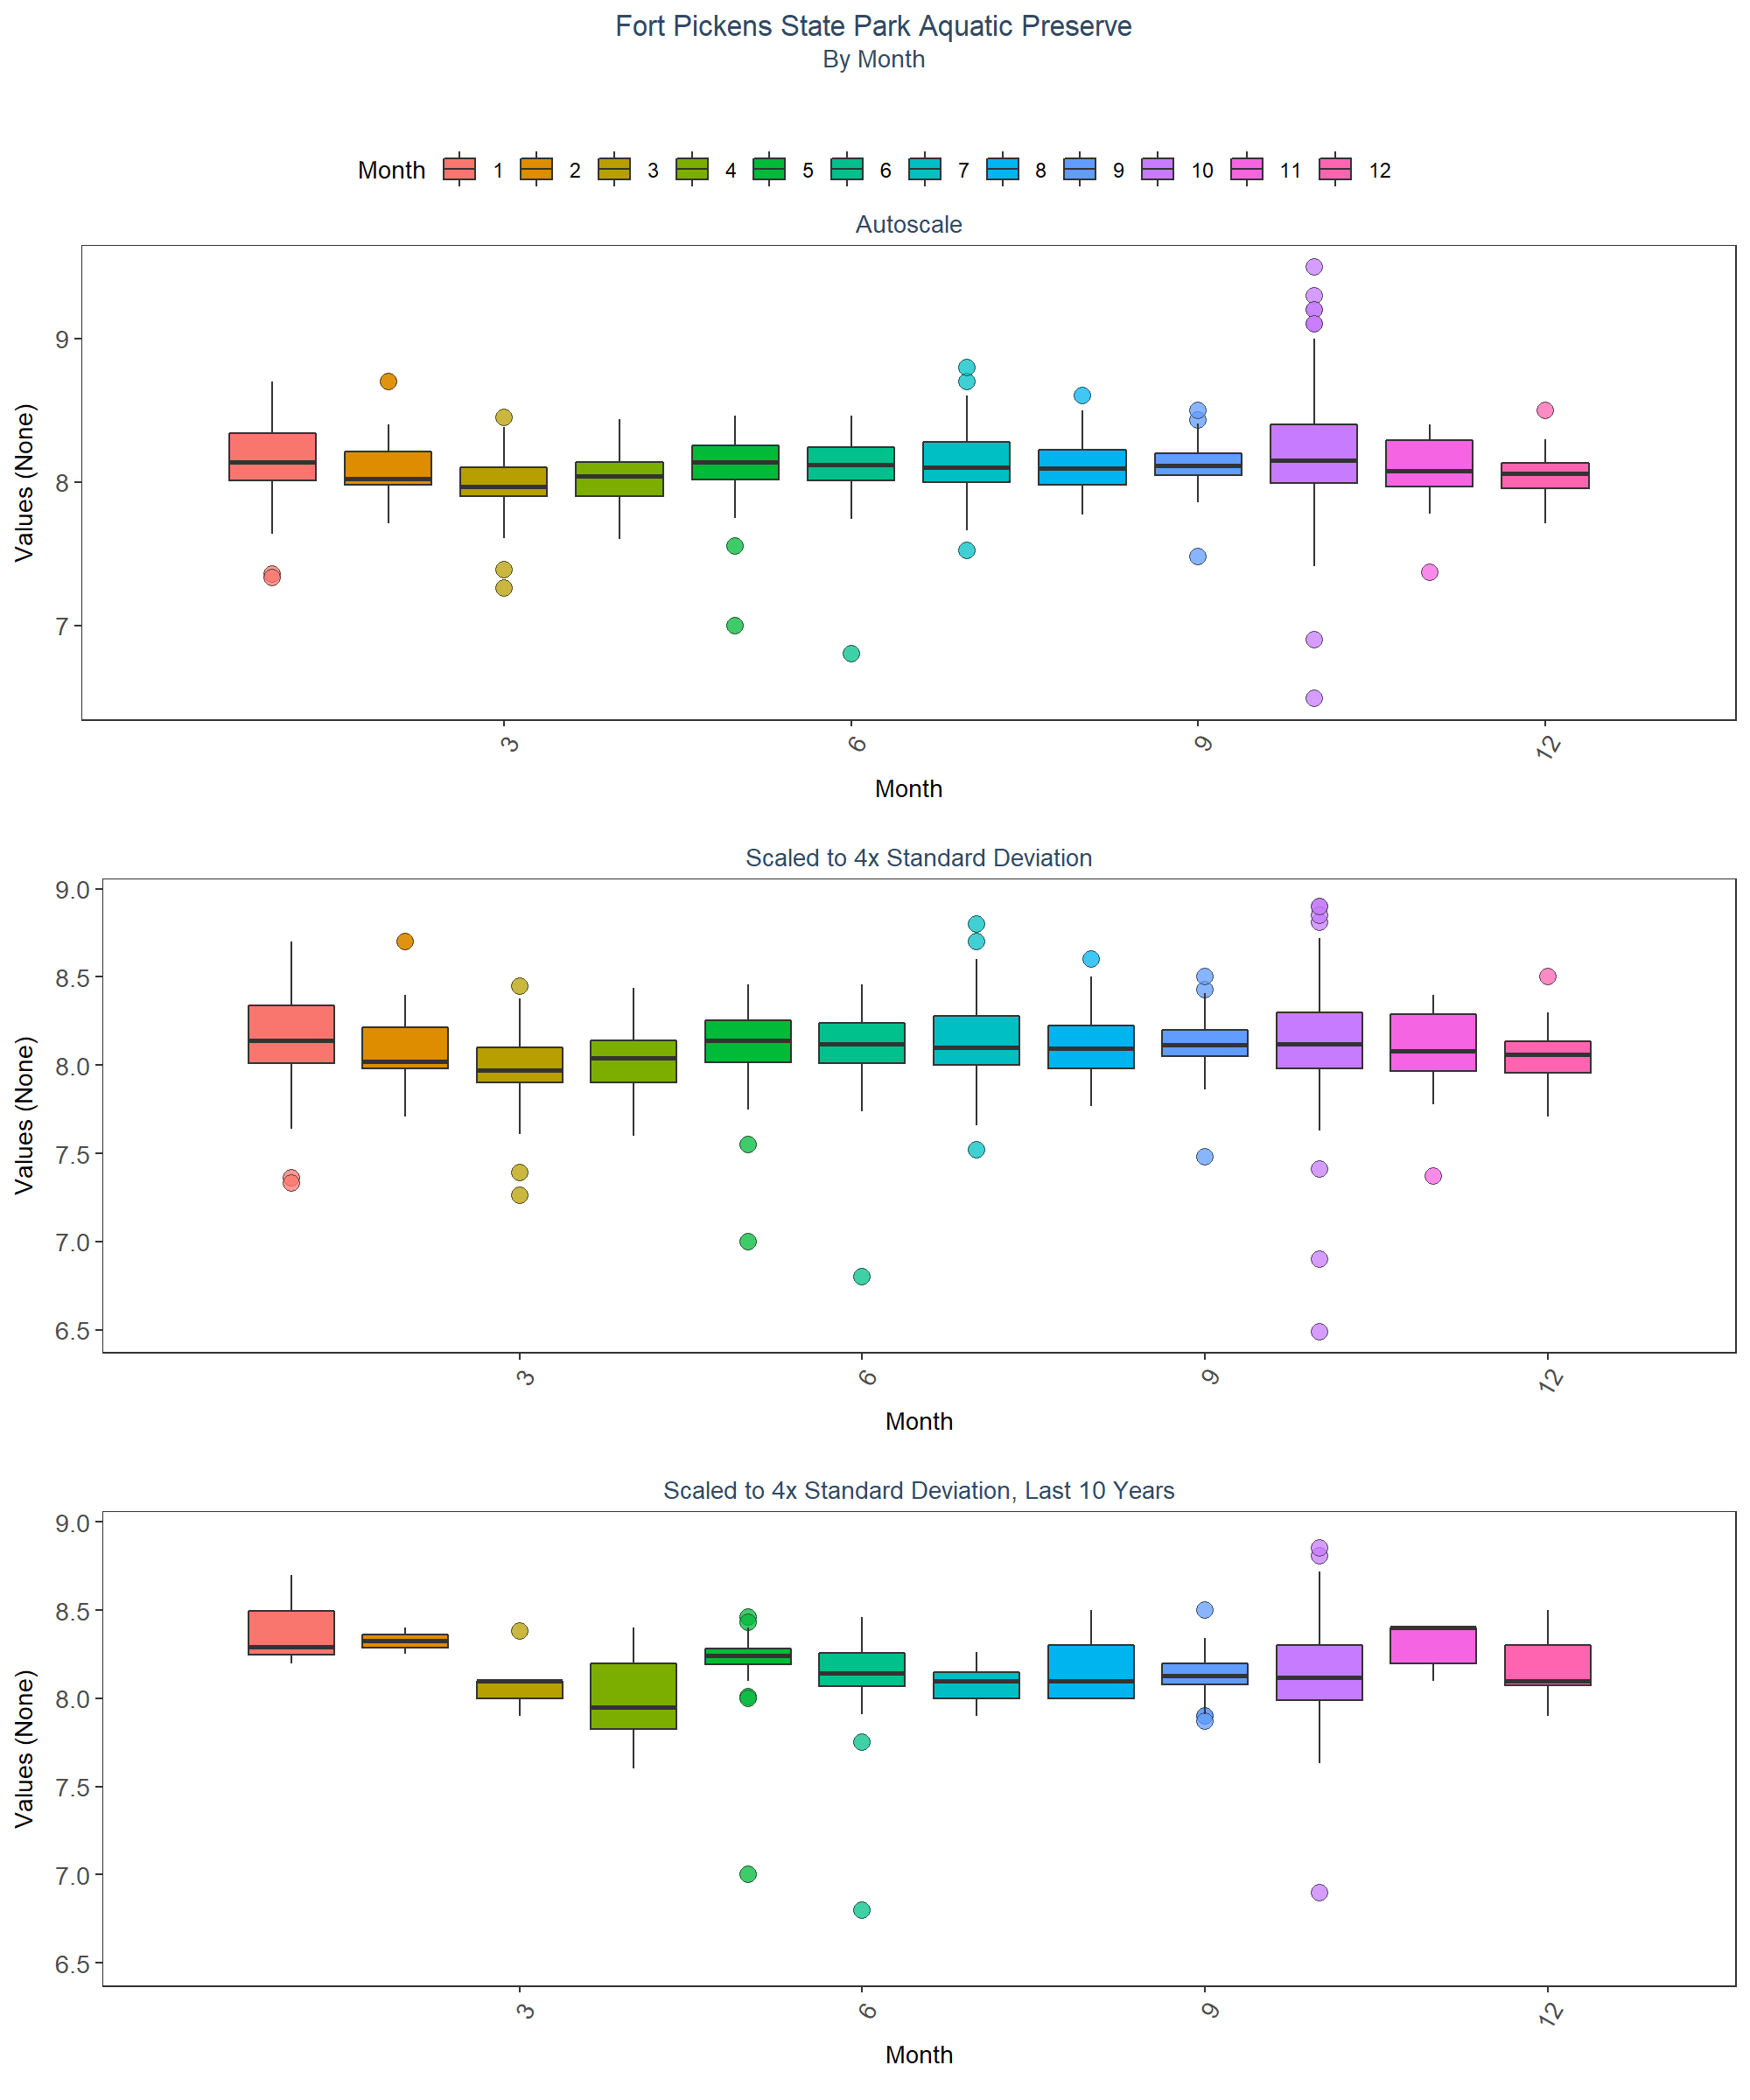 Fort Pickens State Park Aquatic Preserve
By Month
Month 1 2 3 4 5 6 7 8 9 10 11 12
Autoscale
Values (None)
9
8
7
3 6 9 12
Month
Scaled to 4x Standard Deviation
Values (None)
9.0
8.5
8.0
7.5
7.0
6.5
3 6 9 12
Month
Scaled to 4x Standard Deviation, Last 10 Years
Values (None)
9.0
8.5
8.0
7.5
7.0
6.5
3 6 9 12
Month